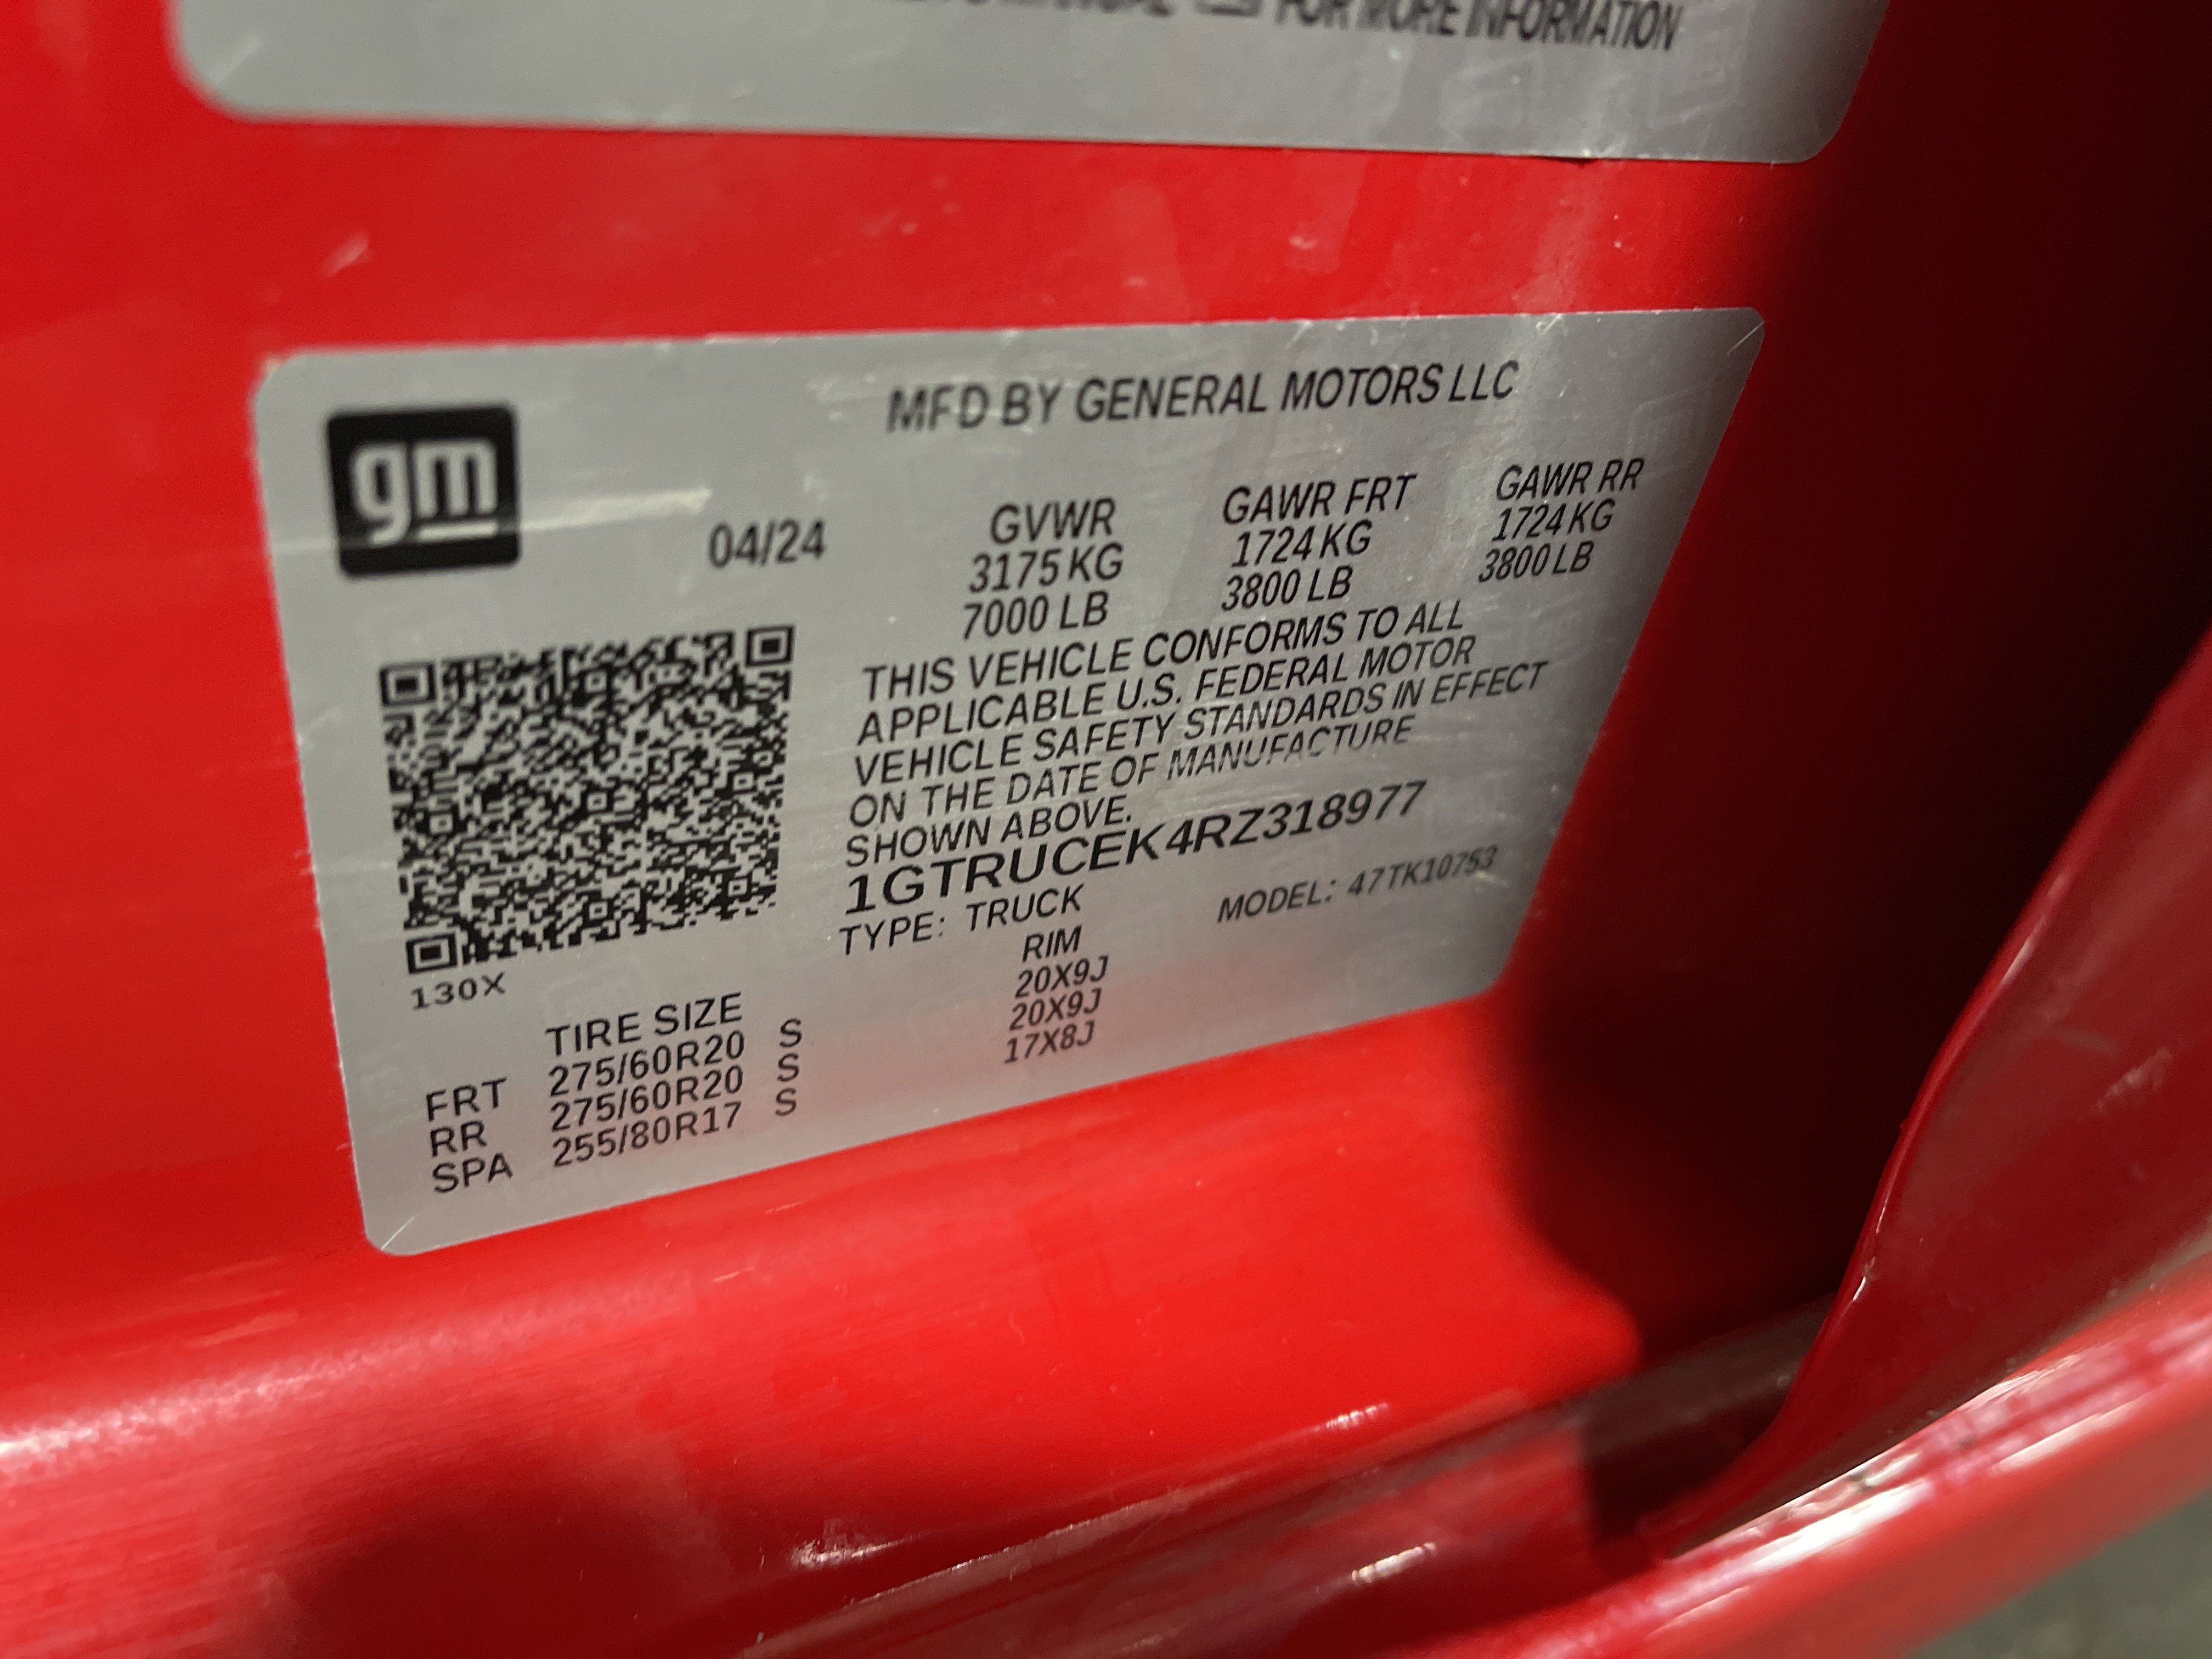 FOR MORE INFORMATION
gm
MFD BY GENERAL MOTORS LLC
04/24
GVWR GAWR FRT GAWR RR
3175 KG 1724 KG 1724 KG
7000 LB 3800 LB 3800 LB
THIS VEHICLE CONFORMS TO ALL
APPLICABLE U.S. FEDERAL MOTOR
VEHICLE SAFETY STANDARDS IN EFFECT
ON THE DATE OF MANUFACTURE
SHOWN ABOVE.
1GTRUCEK4RZ318977
TYPE: TRUCK MODEL: 47TK10753
130X
TIRE SIZE RIM
FRT 275/60R20 S 20X9J
RR 275/60R20 S 20X9J
SPA 255/80R17 S 17X8J